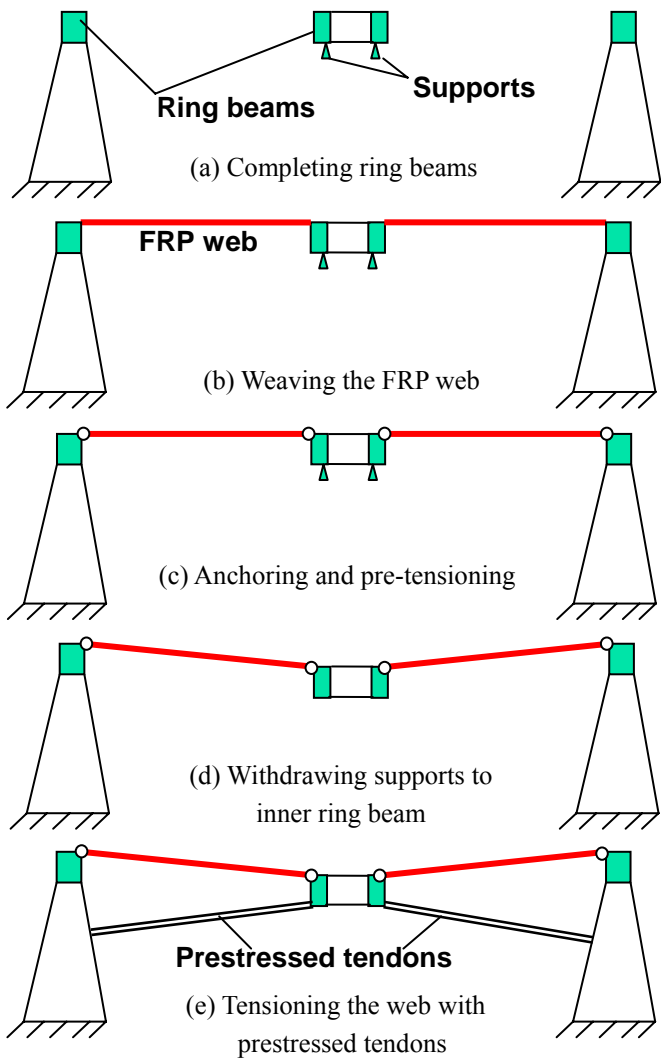 Ring beams
Supports
(a) Completing ring beams
FRP web
(b) Weaving the FRP web
(c) Anchoring and pre-tensioning
(d) Withdrawing supports to
inner ring beam
Prestressed tendons
(e) Tensioning the web with
prestressed tendons